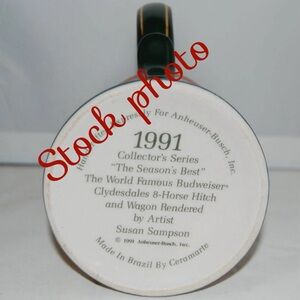 Stock photo
Expressly For Anheuser-Busch, Inc.
1991
Collector's Series
"The Season's Best"
The World Famous Budweiser®
Clydesdales 8-Horse Hitch
and Wagon Rendered
by Artist
Susan Sampson
© 1991 Anheuser-Busch, Inc.
Made In Brazil By Ceramarte